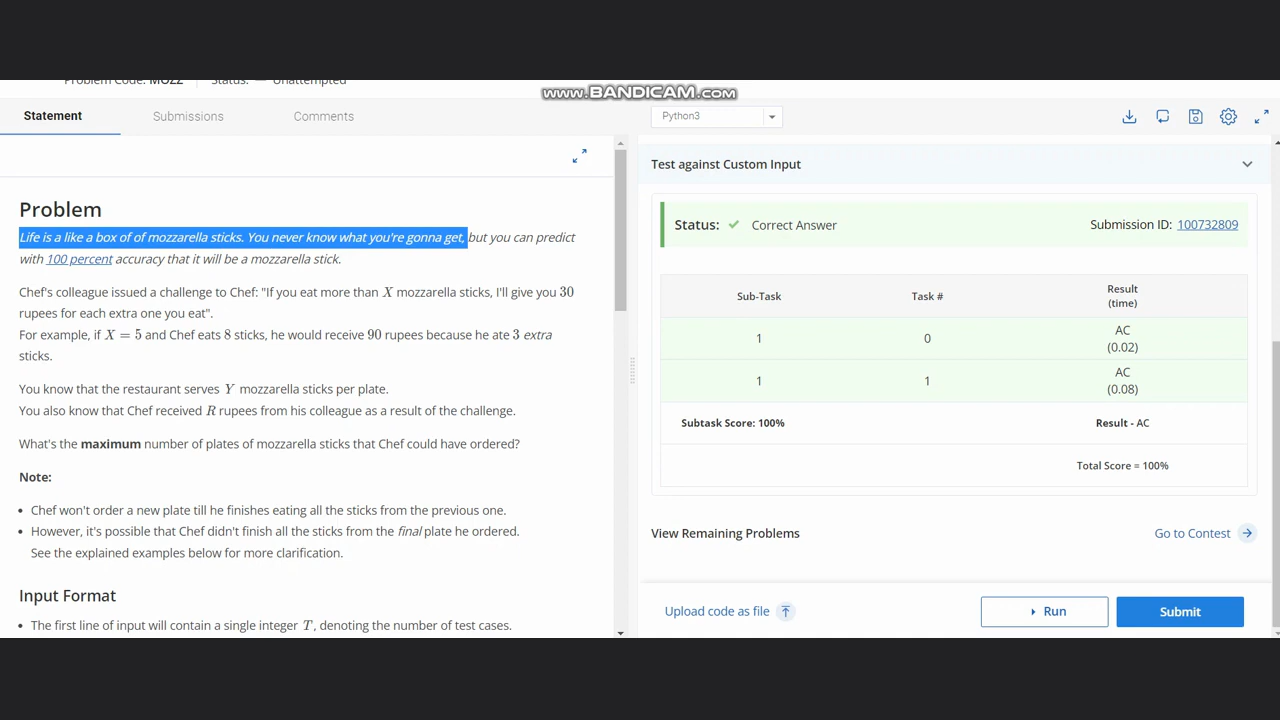 Problem Code: MOZZ Status: — Unattempted
www.BANDICAM.com
Statement Submissions Comments
Python3
Problem
Life is a like a box of of mozzarella sticks. You never know what you're gonna get, but you can predict
with 100 percent accuracy that it will be a mozzarella stick.
Chef's colleague issued a challenge to Chef: "If you eat more than X mozzarella sticks, I'll give you 30
rupees for each extra one you eat".
For example, if X = 5 and Chef eats 8 sticks, he would receive 90 rupees because he ate 3 extra
sticks.
You know that the restaurant serves Y mozzarella sticks per plate.
You also know that Chef received R rupees from his colleague as a result of the challenge.
What's the maximum number of plates of mozzarella sticks that Chef could have ordered?
Note:
• Chef won't order a new plate till he finishes eating all the sticks from the previous one.
• However, it's possible that Chef didn't finish all the sticks from the final plate he ordered.
See the explained examples below for more clarification.
Input Format
• The first line of input will contain a single integer T, denoting the number of test cases.
Test against Custom Input
Status: ✓ Correct Answer Submission ID: 100732809
Sub-Task Task # Result
(time)
1 0 AC
(0.02)
1 1 AC
(0.08)
Subtask Score: 100% Result - AC
Total Score = 100%
View Remaining Problems Go to Contest
Upload code as file Run Submit